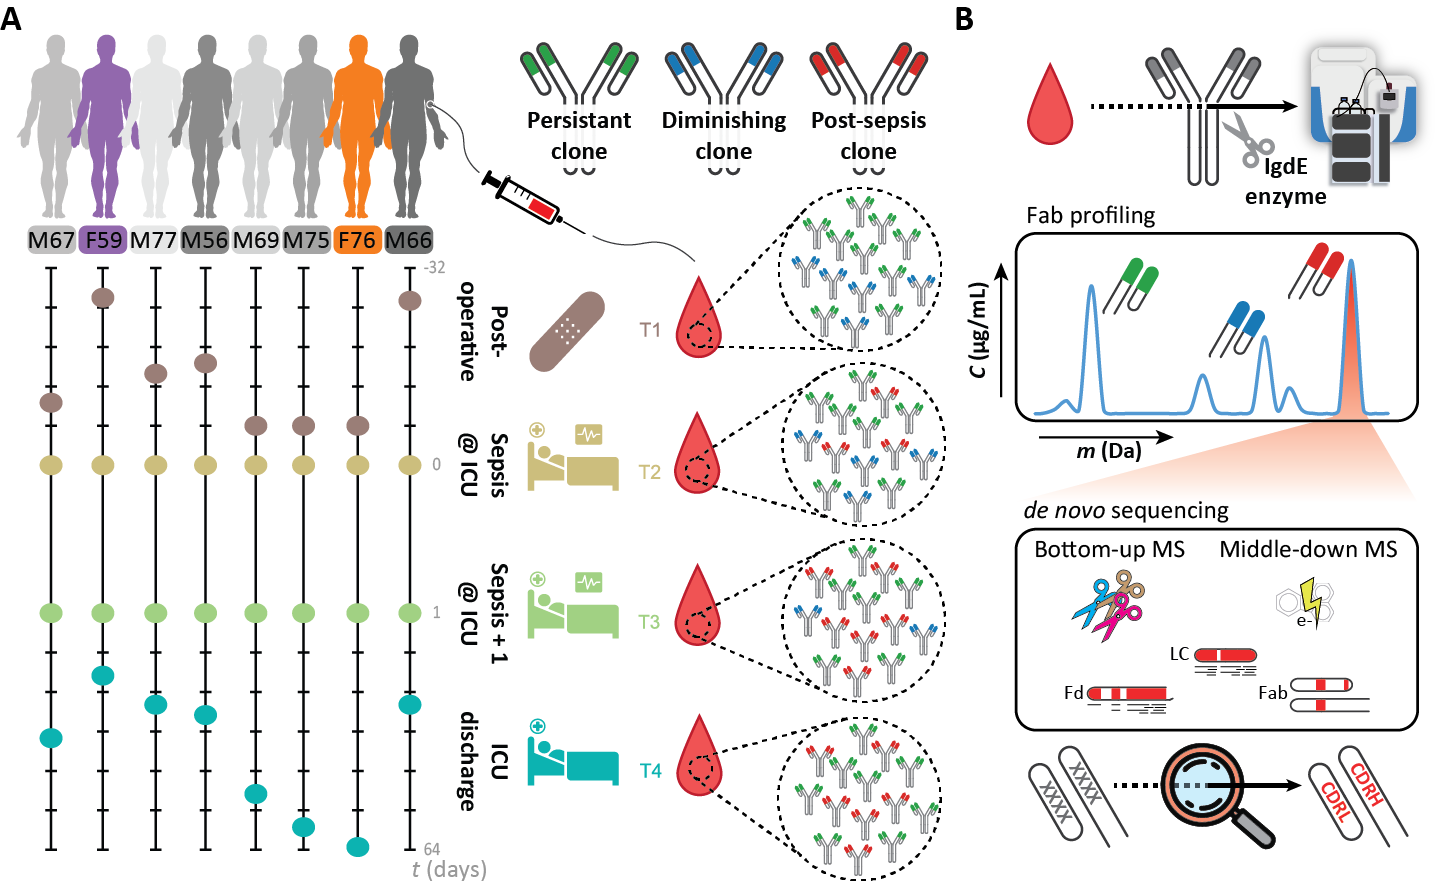 A
M67 F59 M77 M56 M69 M75 F76 M66
-32
0
1
64
t (days)
Post-
operative
Sepsis
@ ICU
Sepsis + 1
@ ICU
ICU
discharge
T1
T2
T3
T4
Persistant
clone
Diminishing
clone
Post-sepsis
clone
B
IgdE
enzyme
Fab profiling
C (µg/mL)
m (Da)
de novo sequencing
Bottom-up MS
Middle-down MS
e-
LC
Fd
Fab
XXXX
XXXX
CDRL
CDRH